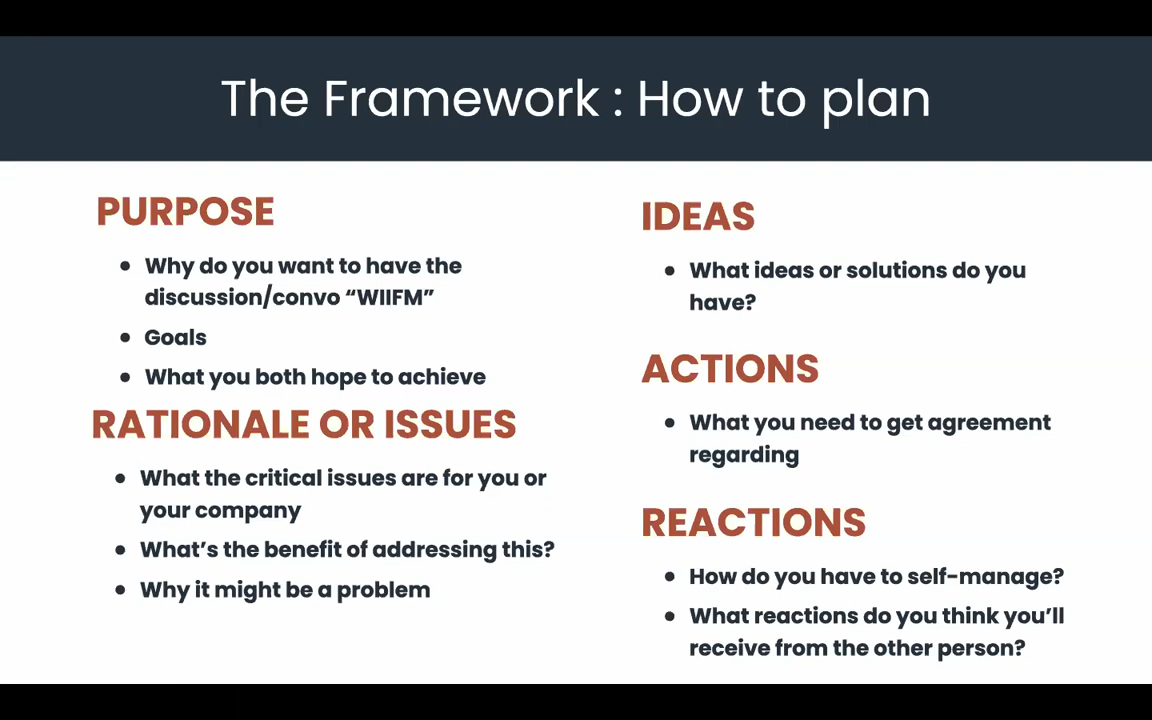 The Framework : How to plan
PURPOSE
• Why do you want to have the
discussion/convo “WIIFM”
• Goals
• What you both hope to achieve
RATIONALE OR ISSUES
• What the critical issues are for you or
your company
• What’s the benefit of addressing this?
• Why it might be a problem
IDEAS
• What ideas or solutions do you
have?
ACTIONS
• What you need to get agreement
regarding
REACTIONS
• How do you have to self-manage?
• What reactions do you think you’ll
receive from the other person?